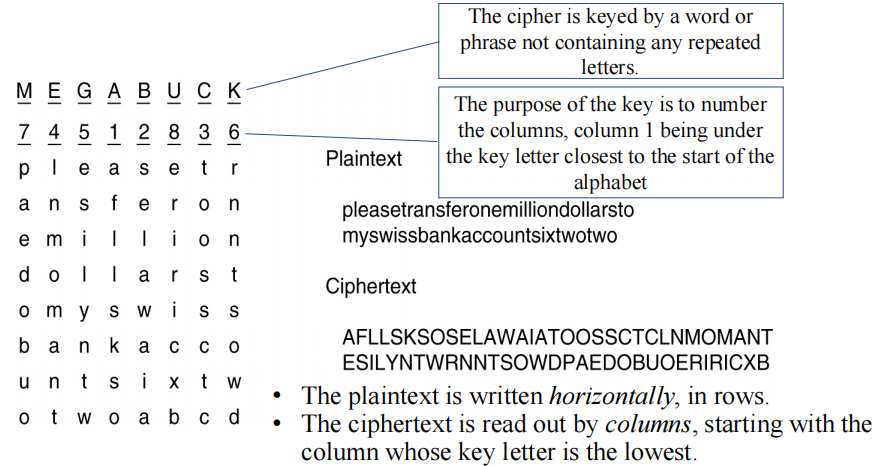 The cipher is keyed by a word or
phrase not containing any repeated
letters.
M E G A B U C K
The purpose of the key is to number
the columns, column 1 being under
the key letter closest to the start of the
alphabet
7 4 5 1 2 8 3 6
p l e a s e t r
a n s f e r o n
e m i l l i o n
d o l l a r s t
o m y s w i s s
b a n k a c c o
u n t s i x t w
o t w o a b c d
Plaintext
pleasetransferonemilliondollarsto
myswissbankaccountsixtwotwo
Ciphertext
AFLLSKSOSELAWAIATOOSSCTCLNMOMANT
ESILYNTWRNNTSOWDPAEDOBUOERIRICXB
• The plaintext is written horizontally, in rows.
• The ciphertext is read out by columns, starting with the
column whose key letter is the lowest.